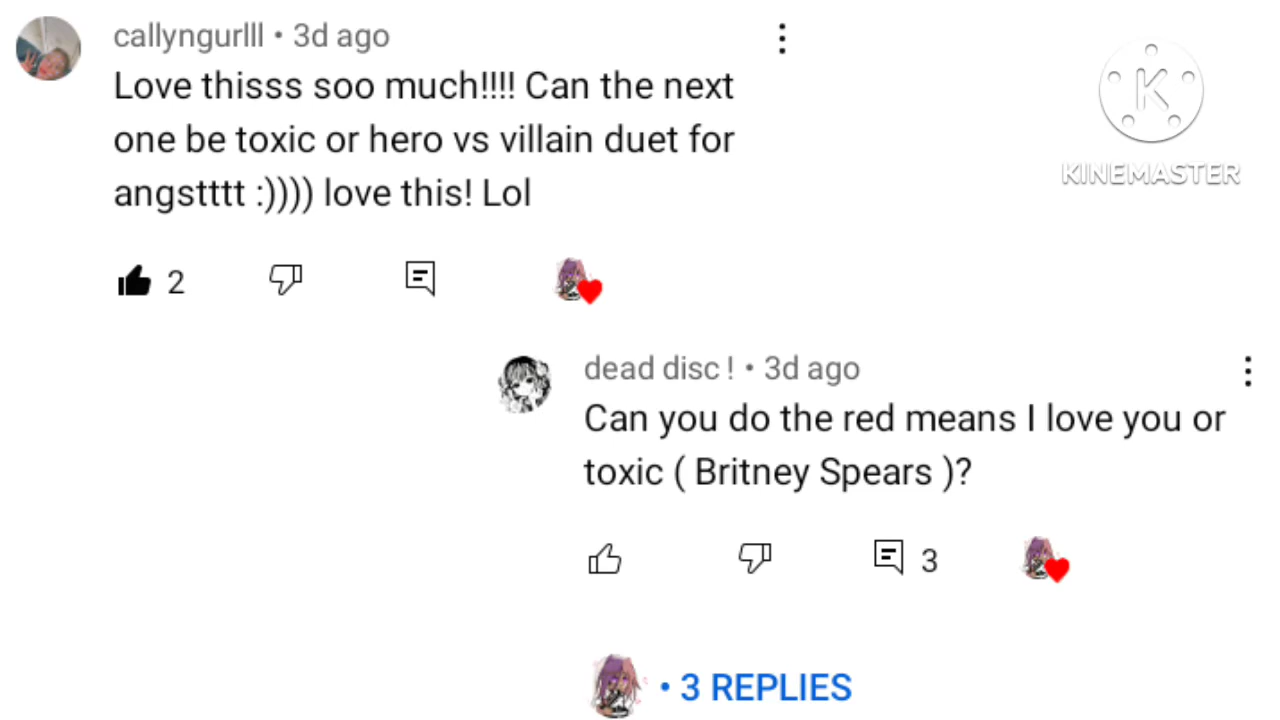 callyngurlll • 3d ago
Love thisss soo much!!!! Can the next
one be toxic or hero vs villain duet for
angstttt :)))) love this! Lol
2
K
KINEMASTER
dead disc ! • 3d ago
Can you do the red means I love you or
toxic ( Britney Spears )?
3
• 3 REPLIES